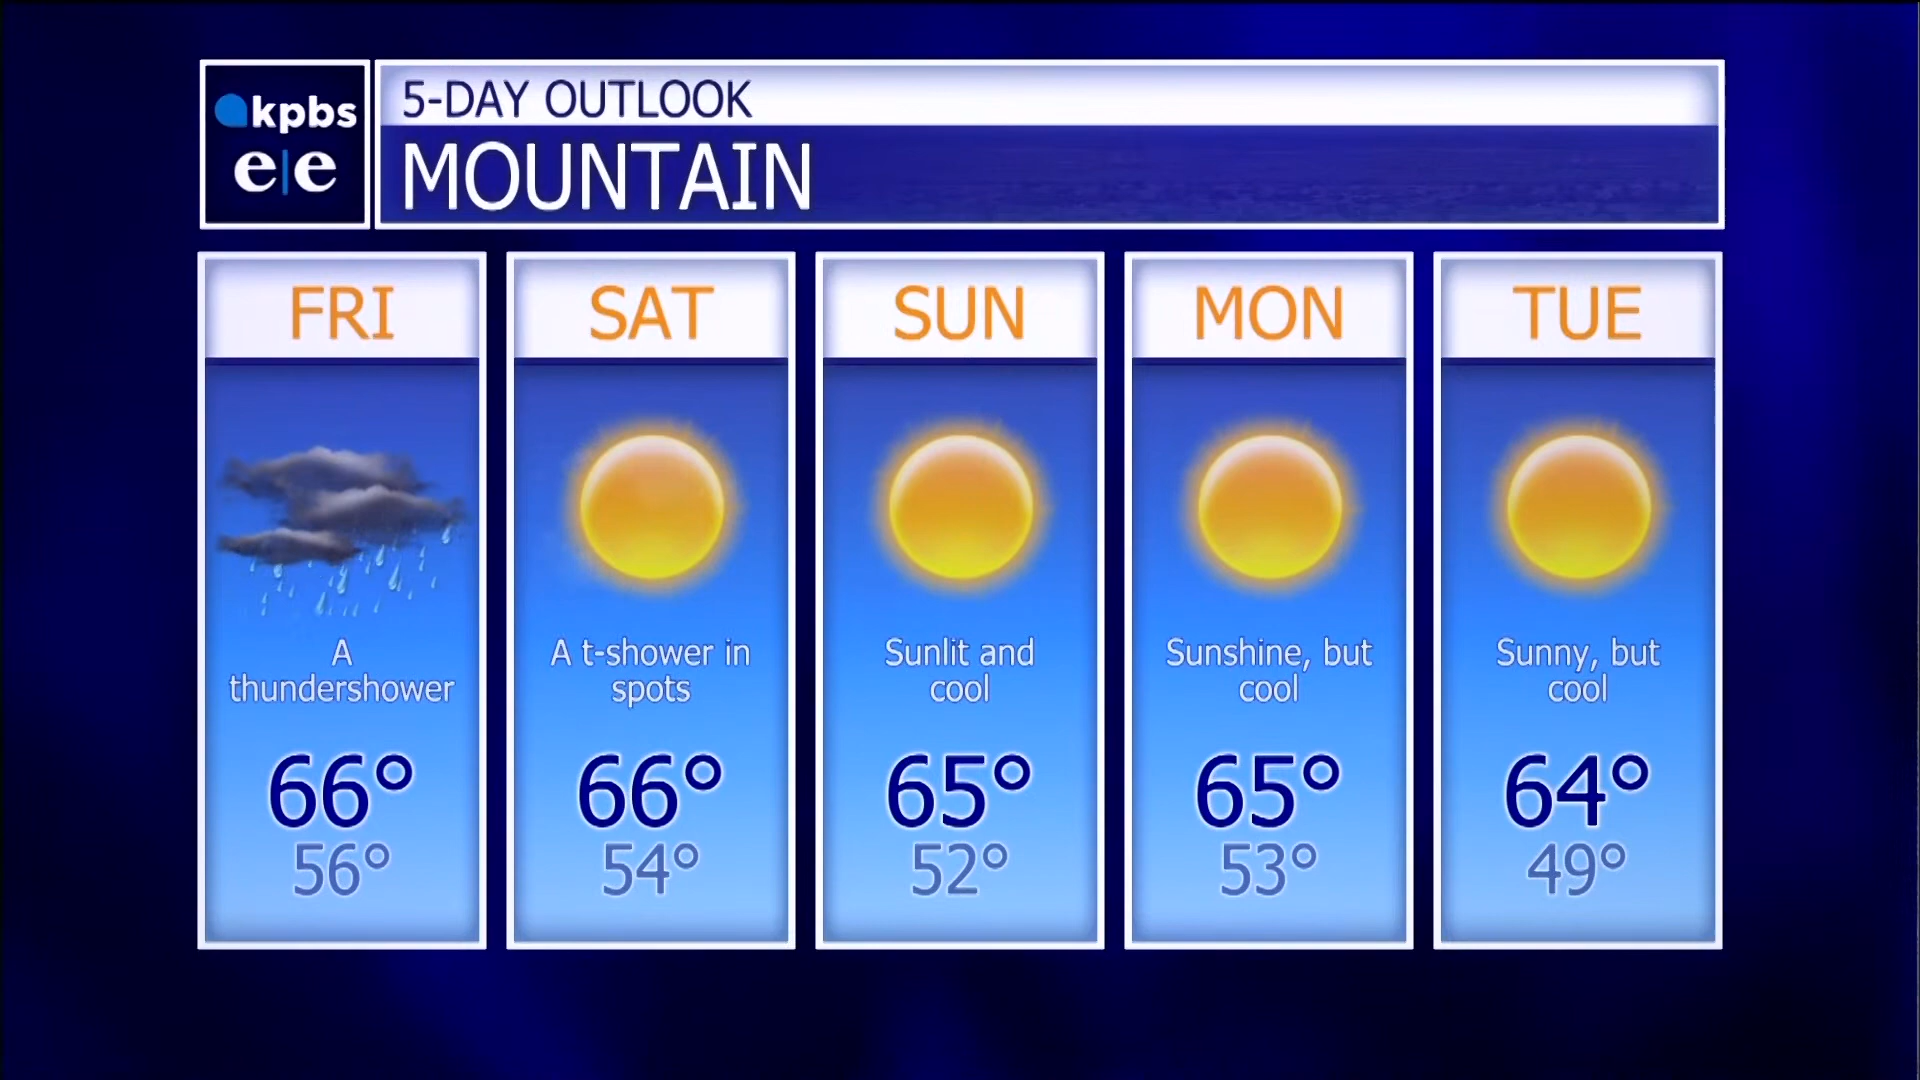 kpbs
e|e
5-DAY OUTLOOK
MOUNTAIN
FRI
A
thundershower
66°
56°
SAT
A t-shower in
spots
66°
54°
SUN
Sunlit and
cool
65°
52°
MON
Sunshine, but
cool
65°
53°
TUE
Sunny, but
cool
64°
49°